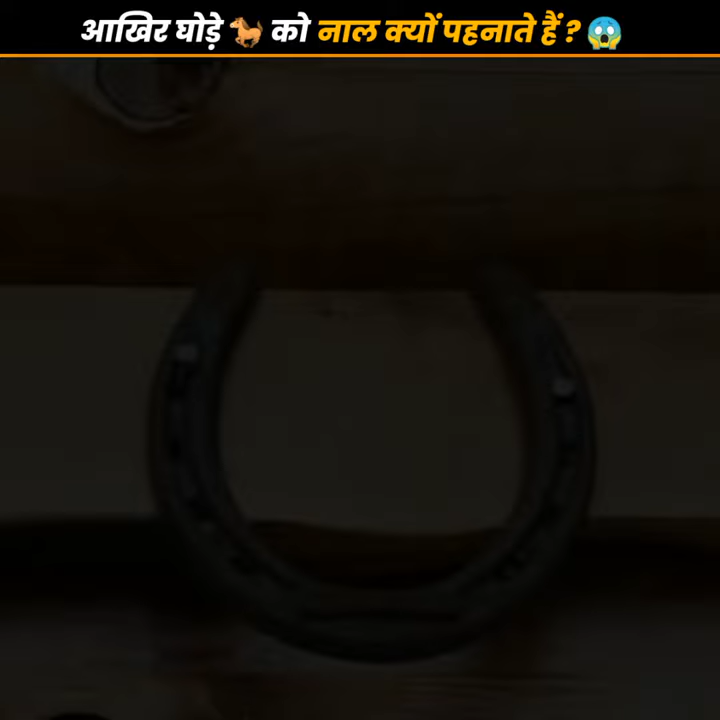 आखिर घोड़े 🐎 को नाल क्यों पहनाते हैं ? 😱